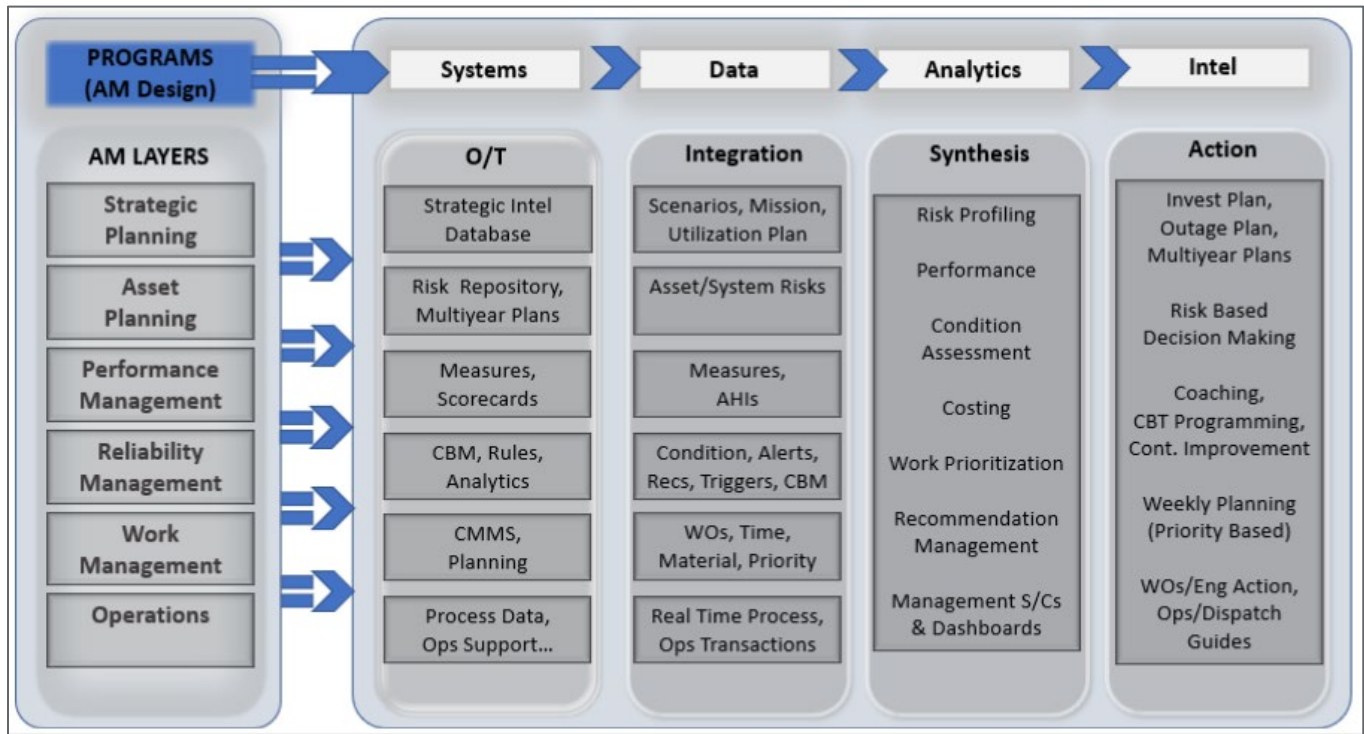 PROGRAMS
(AM Design)
Systems
Data
Analytics
Intel
AM LAYERS
Strategic
Planning
Asset
Planning
Performance
Management
Reliability
Management
Work
Management
Operations
O/T
Strategic Intel
Database
Risk Repository,
Multiyear Plans
Measures,
Scorecards
CBM, Rules,
Analytics
CMMS,
Planning
Process Data,
Ops Support...
Integration
Scenarios, Mission,
Utilization Plan
Asset/System Risks
Measures,
AHIs
Condition, Alerts,
Recs, Triggers, CBM
WOs, Time,
Material, Priority
Real Time Process,
Ops Transactions
Synthesis
Risk Profiling
Performance
Condition
Assessment
Costing
Work Prioritization
Recommendation
Management
Management S/Cs
& Dashboards
Action
Invest Plan,
Outage Plan,
Multiyear Plans
Risk Based
Decision Making
Coaching,
CBT Programming,
Cont. Improvement
Weekly Planning
(Priority Based)
WOs/Eng Action,
Ops/Dispatch
Guides